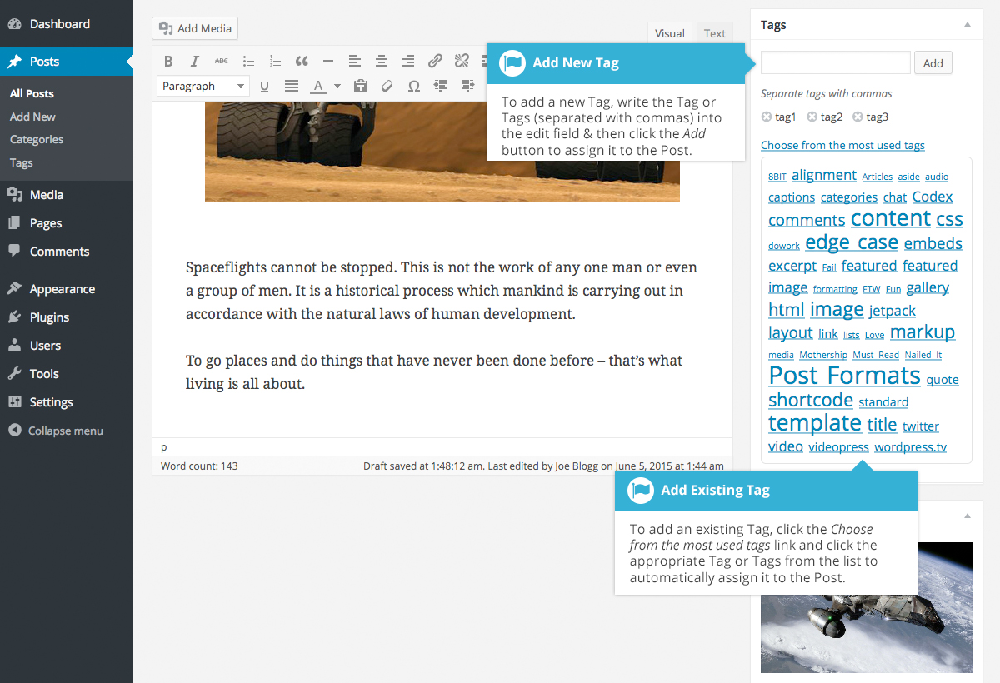 Dashboard
Posts
All Posts
Add New
Categories
Tags
Media
Pages
Comments
Appearance
Plugins
Users
Tools
Settings
Collapse menu
Add Media
Visual
Text
B I ABC
Paragraph
U A T Ω
Spaceflights cannot be stopped. This is not the work of any one man or even
a group of men. It is a historical process which mankind is carrying out in
accordance with the natural laws of human development.
To go places and do things that have never been done before – that’s what
living is all about.
p
Word count: 143
Draft saved at 1:48:12 am. Last edited by Joe Blogg on June 5, 2015 at 1:44 am
Add New Tag
To add a new Tag, write the Tag or
Tags (separated with commas) into
the edit field & then click the Add
button to assign it to the Post.
Tags
Add
Separate tags with commas
tag1 tag2 tag3
Choose from the most used tags
8BIT alignment Articles aside audio
captions categories chat Codex
comments content css
dowork edge case embeds
excerpt Fail featured featured
image formatting FTW Fun gallery
html image jetpack
layout link lists Love markup
media Mothership Must Read Nailed It
Post Formats quote
shortcode standard
template title twitter
video videopress wordpress.tv
Add Existing Tag
To add an existing Tag, click the Choose
from the most used tags link and click the
appropriate Tag or Tags from the list to
automatically assign it to the Post.